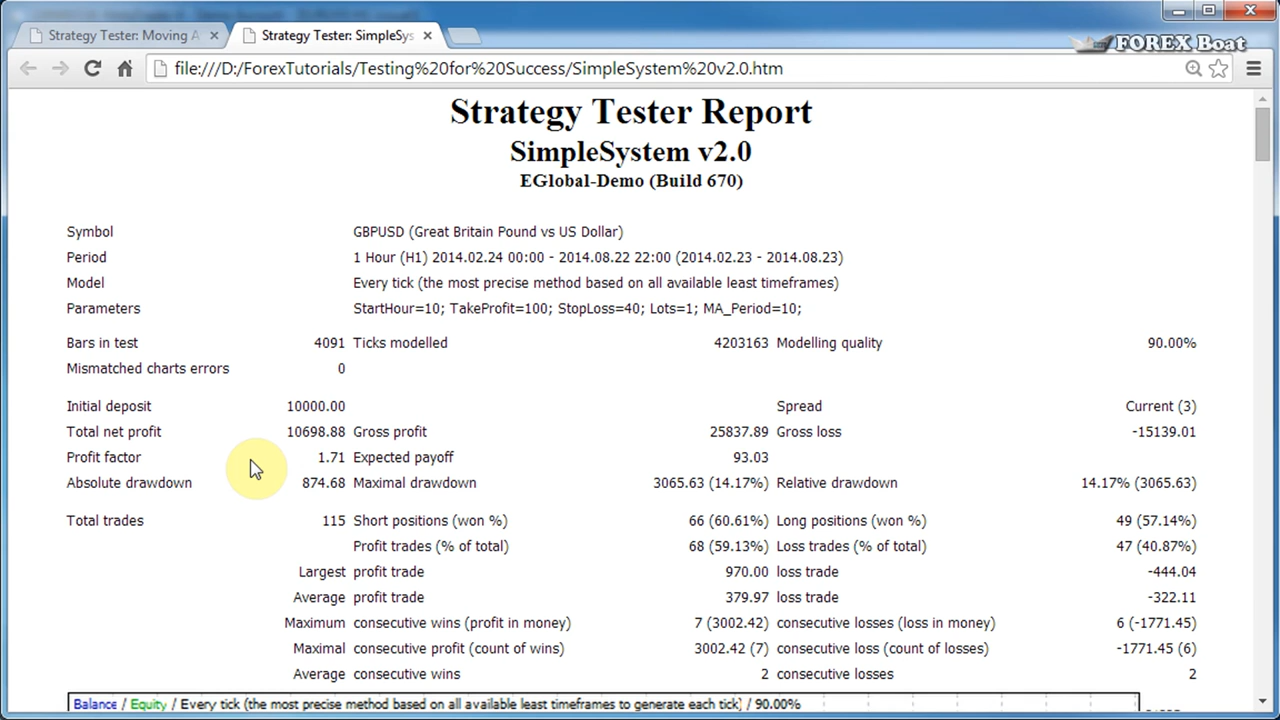 Strategy Tester: Moving A
Strategy Tester: SimpleSys
FOREX Boat
file:///D:/ForexTutorials/Testing%20for%20Success/SimpleSystem%20v2.0.htm
Strategy Tester Report
SimpleSystem v2.0
EGlobal-Demo (Build 670)
Symbol GBPUSD (Great Britain Pound vs US Dollar)
Period 1 Hour (H1) 2014.02.24 00:00 - 2014.08.22 22:00 (2014.02.23 - 2014.08.23)
Model Every tick (the most precise method based on all available least timeframes)
Parameters StartHour=10; TakeProfit=100; StopLoss=40; Lots=1; MA_Period=10;
Bars in test 4091 Ticks modelled 4203163 Modelling quality 90.00%
Mismatched charts errors 0
Initial deposit 10000.00 Spread Current (3)
Total net profit 10698.88 Gross profit 25837.89 Gross loss -15139.01
Profit factor 1.71 Expected payoff 93.03
Absolute drawdown 874.68 Maximal drawdown 3065.63 (14.17%) Relative drawdown 14.17% (3065.63)
Total trades 115 Short positions (won %) 66 (60.61%) Long positions (won %) 49 (57.14%)
Profit trades (% of total) 68 (59.13%) Loss trades (% of total) 47 (40.87%)
Largest profit trade 970.00 loss trade -444.04
Average profit trade 379.97 loss trade -322.11
Maximum consecutive wins (profit in money) 7 (3002.42) consecutive losses (loss in money) 6 (-1771.45)
Maximal consecutive profit (count of wins) 3002.42 (7) consecutive loss (count of losses) -1771.45 (6)
Average consecutive wins 2 consecutive losses 2
Balance / Equity / Every tick (the most precise method based on all available least timeframes to generate each tick) / 90.00%